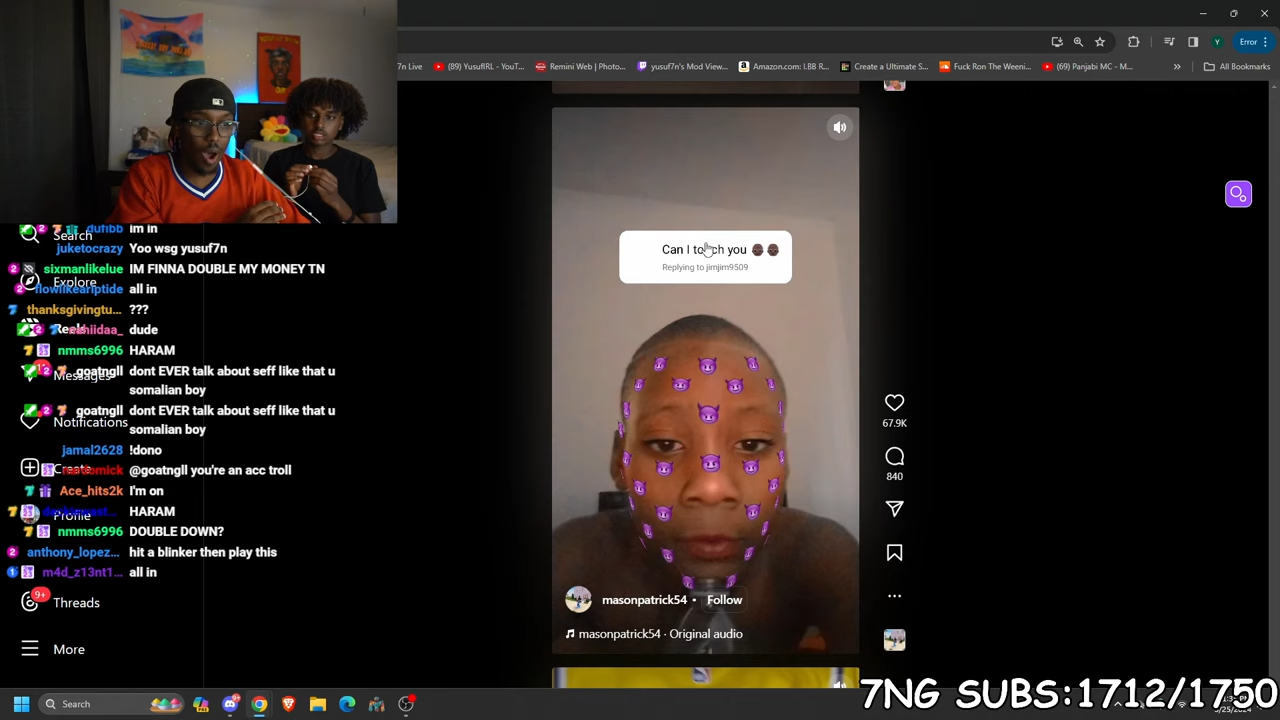 Error
7n Live
(89) YusufIRL - YouT...
Remini Web | Photo...
yusuf7n's Mod View...
Amazon.com: LBB R...
Create a Ultimate S...
Fuck Ron The Weeni...
(69) Panjabi MC - M...
All Bookmarks
Can I touch you
Replying to jimjim9509
dufibb im in
Search
juketocrazy Yoo wsg yusuf7n
sixmanlikelue IM FINNA DOUBLE MY MONEY TN
Explore
flowlikeariptide all in
thanksgivingtu... ???
Reels
dude
nmms6996 HARAM
goatngll dont EVER talk about seff like that u
Messages
somalian boy
goatngll dont EVER talk about seff like that u
Notifications
somalian boy
jamal2628 !dono
Create
@goatngll you're an acc troll
Ace_hits2k I'm on
HARAM
Profile
nmms6996 DOUBLE DOWN?
anthony_lopez... hit a blinker then play this
m4d_z13nt1... all in
9+
Threads
More
67.9K
840
masonpatrick54 • Follow
masonpatrick54 · Original audio
Search
7NG SUBS:1712/1750